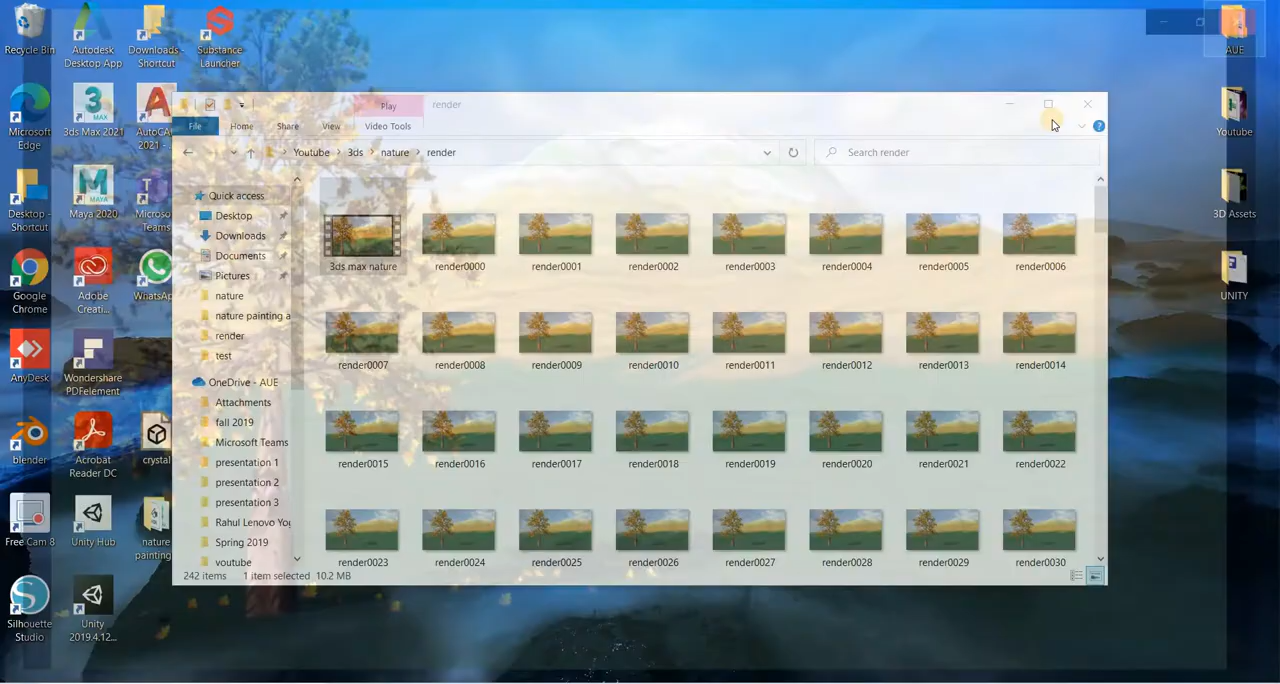 Recycle Bin
Autodesk
Desktop App
Downloads -
Shortcut
Substance
Launcher
AUE
Microsoft
Edge
3ds Max 2021
AutoCA
2021 - ...
Youtube
Desktop -
Shortcut
Maya 2020
Microso
Teams
3D Assets
Google
Chrome
Adobe
Creati...
WhatsAp
UNITY
AnyDesk
Wondershare
PDFelement
blender
Acrobat
Reader DC
crystal
Free Cam 8
Unity Hub
nature
painting
Silhouette
Studio
Unity
2019.4.12...
Play
render
File
Home
Share
View
Video Tools
Youtube
3ds
nature
render
Search render
Quick access
Desktop
Downloads
Documents
Pictures
nature
nature painting a
render
test
OneDrive - AUE
Attachments
fall 2019
Microsoft Teams
presentation 1
presentation 2
presentation 3
Rahul Lenovo Yog
Spring 2019
youtube
3ds max nature
render0000
render0001
render0002
render0003
render0004
render0005
render0006
render0007
render0008
render0009
render0010
render0011
render0012
render0013
render0014
render0015
render0016
render0017
render0018
render0019
render0020
render0021
render0022
render0023
render0024
render0025
render0026
render0027
render0028
render0029
render0030
242 items
1 item selected 10.2 MB